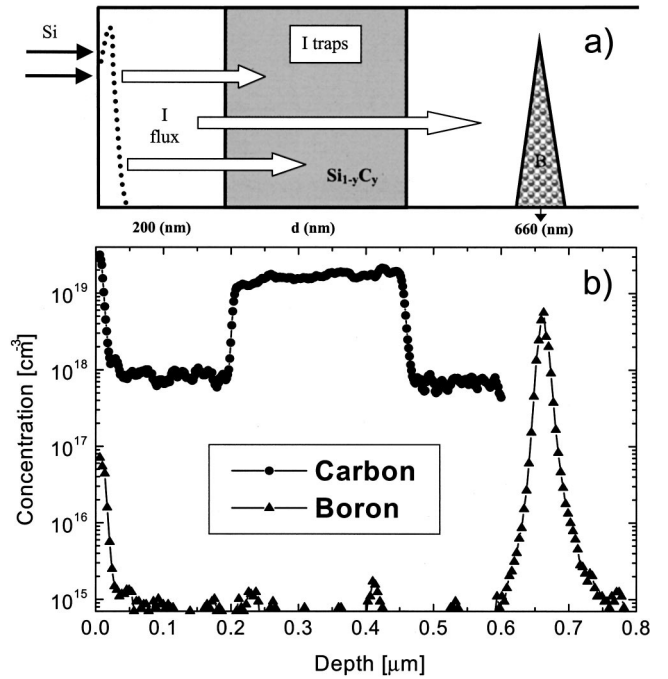 a)
Si
I traps
I
flux
Si1-yCy
B
200 (nm) d (nm) 660 (nm)
b)
Concentration [cm-3]
10^19
10^18
10^17
10^16
10^15
Carbon
Boron
0.0 0.1 0.2 0.3 0.4 0.5 0.6 0.7 0.8
Depth [μm]